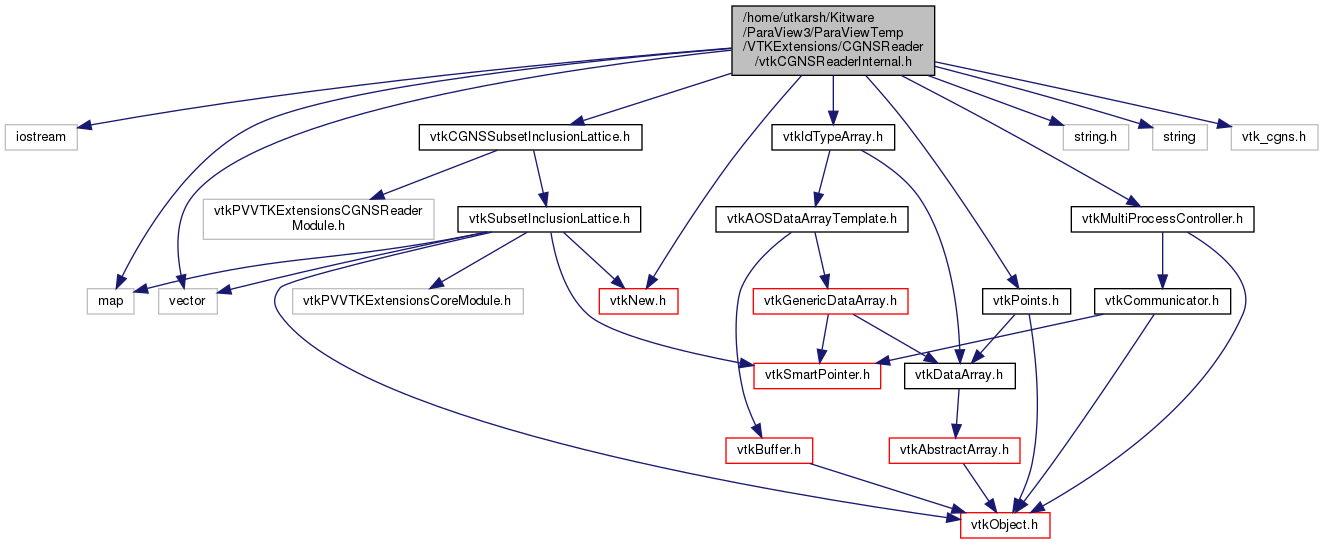 /home/utkarsh/Kitware
/ParaView3/ParaViewTemp
/VTKExtensions/CGNSReader
/vtkCGNSReaderInternal.h
iostream
vtkCGNSSubsetInclusionLattice.h
vtkIdTypeArray.h
string.h
string
vtk_cgns.h
vtkPVVTKExtensionsCGNSReader
Module.h
vtkSubsetInclusionLattice.h
vtkAOSDataArrayTemplate.h
vtkMultiProcessController.h
map
vector
vtkPVVTKExtensionsCoreModule.h
vtkNew.h
vtkGenericDataArray.h
vtkPoints.h
vtkCommunicator.h
vtkSmartPointer.h
vtkDataArray.h
vtkBuffer.h
vtkAbstractArray.h
vtkObject.h